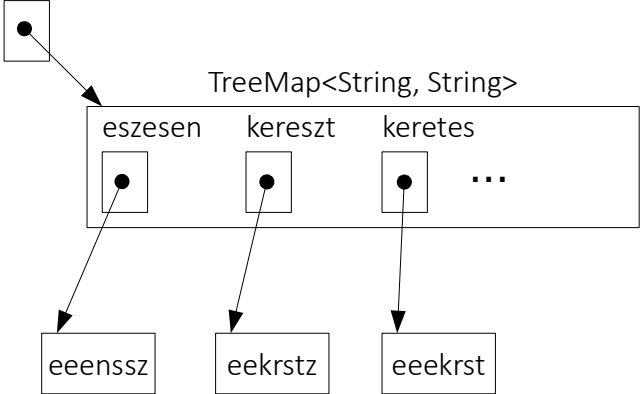 TreeMap<String, String>
eszesen kereszt keretes
...
eeenssz eekrstz eeekrst